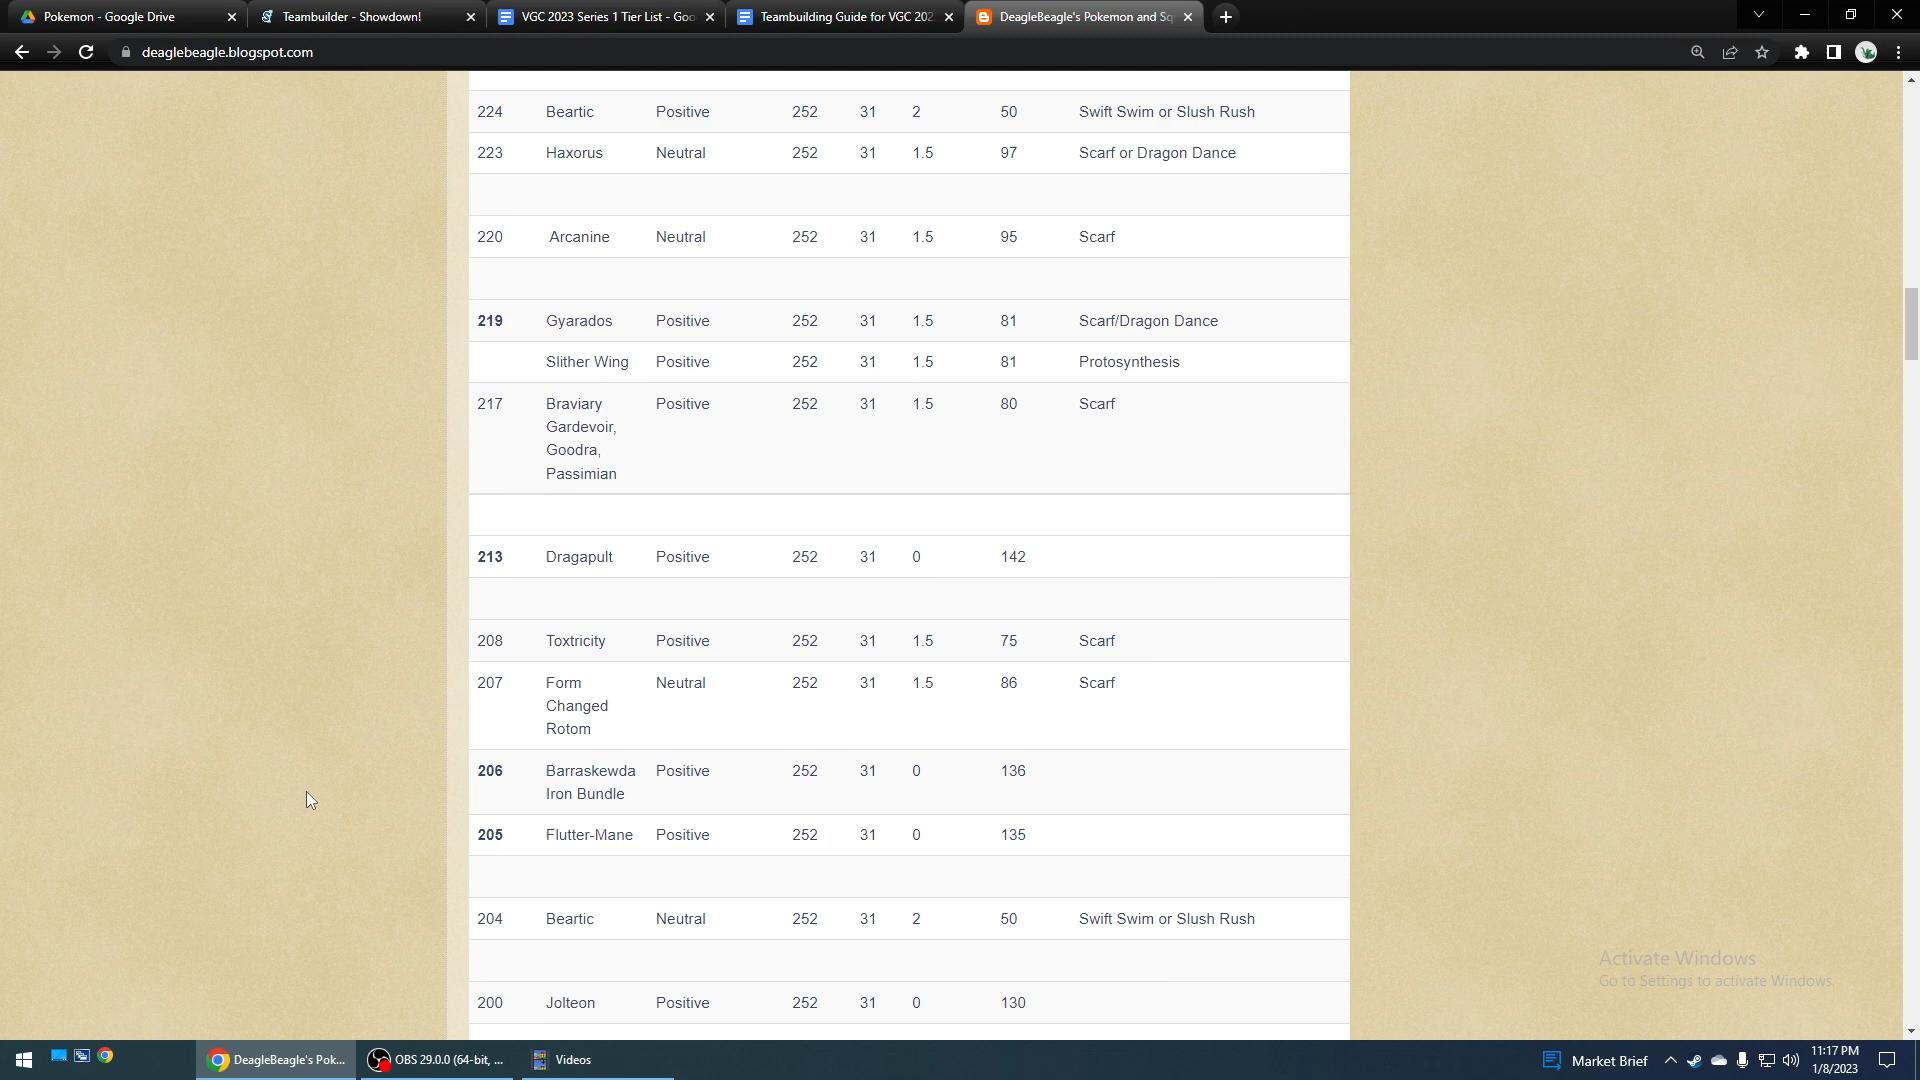 Pokemon - Google Drive
Teambuilder - Showdown!
VGC 2023 Series 1 Tier List - Goo
Teambuilding Guide for VGC 202
DeagleBeagle's Pokemon and Sq
deaglebeagle.blogspot.com
224 Beartic Positive 252 31 2 50 Swift Swim or Slush Rush
223 Haxorus Neutral 252 31 1.5 97 Scarf or Dragon Dance
220 Arcanine Neutral 252 31 1.5 95 Scarf
219 Gyarados Positive 252 31 1.5 81 Scarf/Dragon Dance
Slither Wing Positive 252 31 1.5 81 Protosynthesis
217 Braviary Positive 252 31 1.5 80 Scarf
Gardevoir,
Goodra,
Passimian
213 Dragapult Positive 252 31 0 142
208 Toxtricity Positive 252 31 1.5 75 Scarf
207 Form Neutral 252 31 1.5 86 Scarf
Changed
Rotom
206 Barraskewda Positive 252 31 0 136
Iron Bundle
205 Flutter-Mane Positive 252 31 0 135
204 Beartic Neutral 252 31 2 50 Swift Swim or Slush Rush
200 Jolteon Positive 252 31 0 130
Activate Windows
Go to Settings to activate Windows.
DeagleBeagle's Pok...
OBS 29.0.0 (64-bit, ...
Videos
Market Brief
11:17 PM
1/8/2023